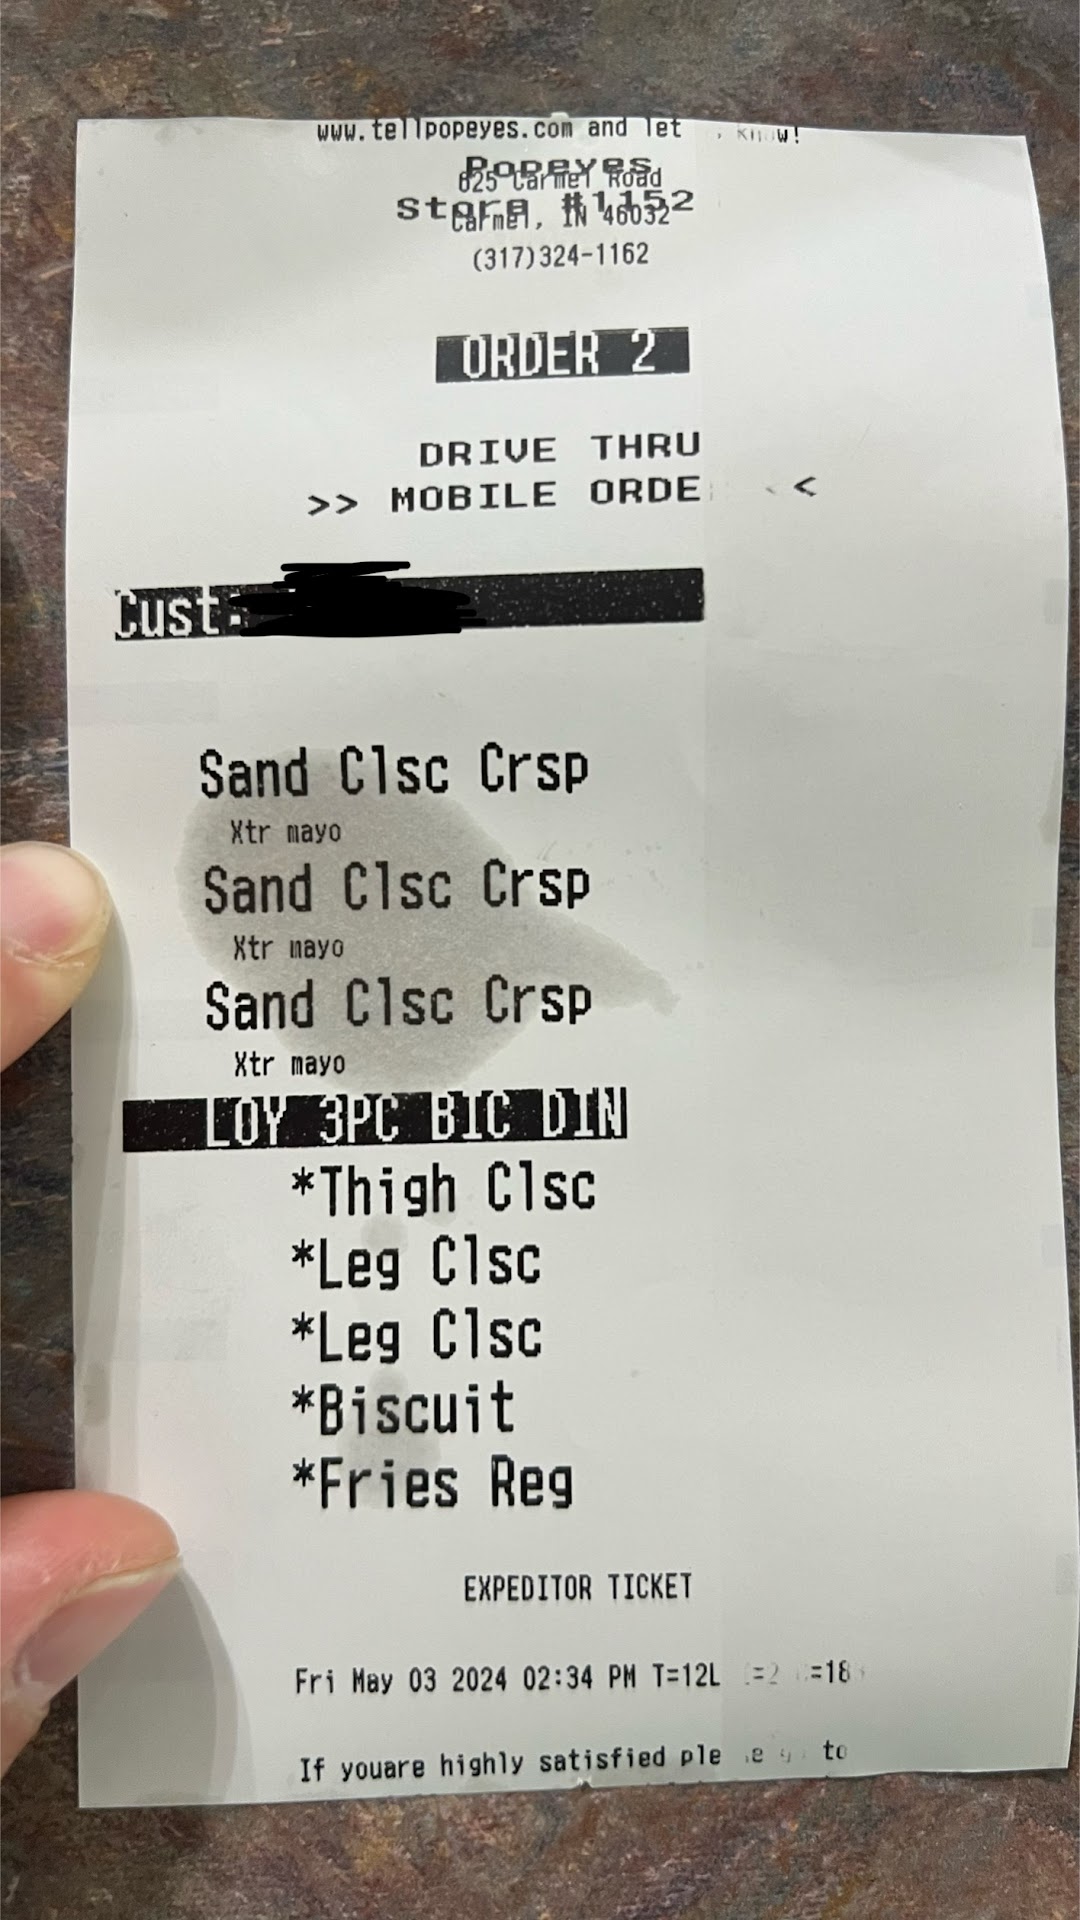 www.tellpopeyes.com and let
Popeyes
625 Carmel Road
Store #1152
Carmel, IN 46032
(317)324-1162
ORDER 2
DRIVE THRU
>> MOBILE ORDE <
Cust:
Sand Clsc Crsp
Xtr mayo
Sand Clsc Crsp
Xtr mayo
Sand Clsc Crsp
Xtr mayo
LOY 3PC BIC DIN
*Thigh Clsc
*Leg Clsc
*Leg Clsc
*Biscuit
*Fries Reg
EXPEDITOR TICKET
Fri May 03 2024 02:34 PM T=12L =2 =18
If youare highly satisfied to